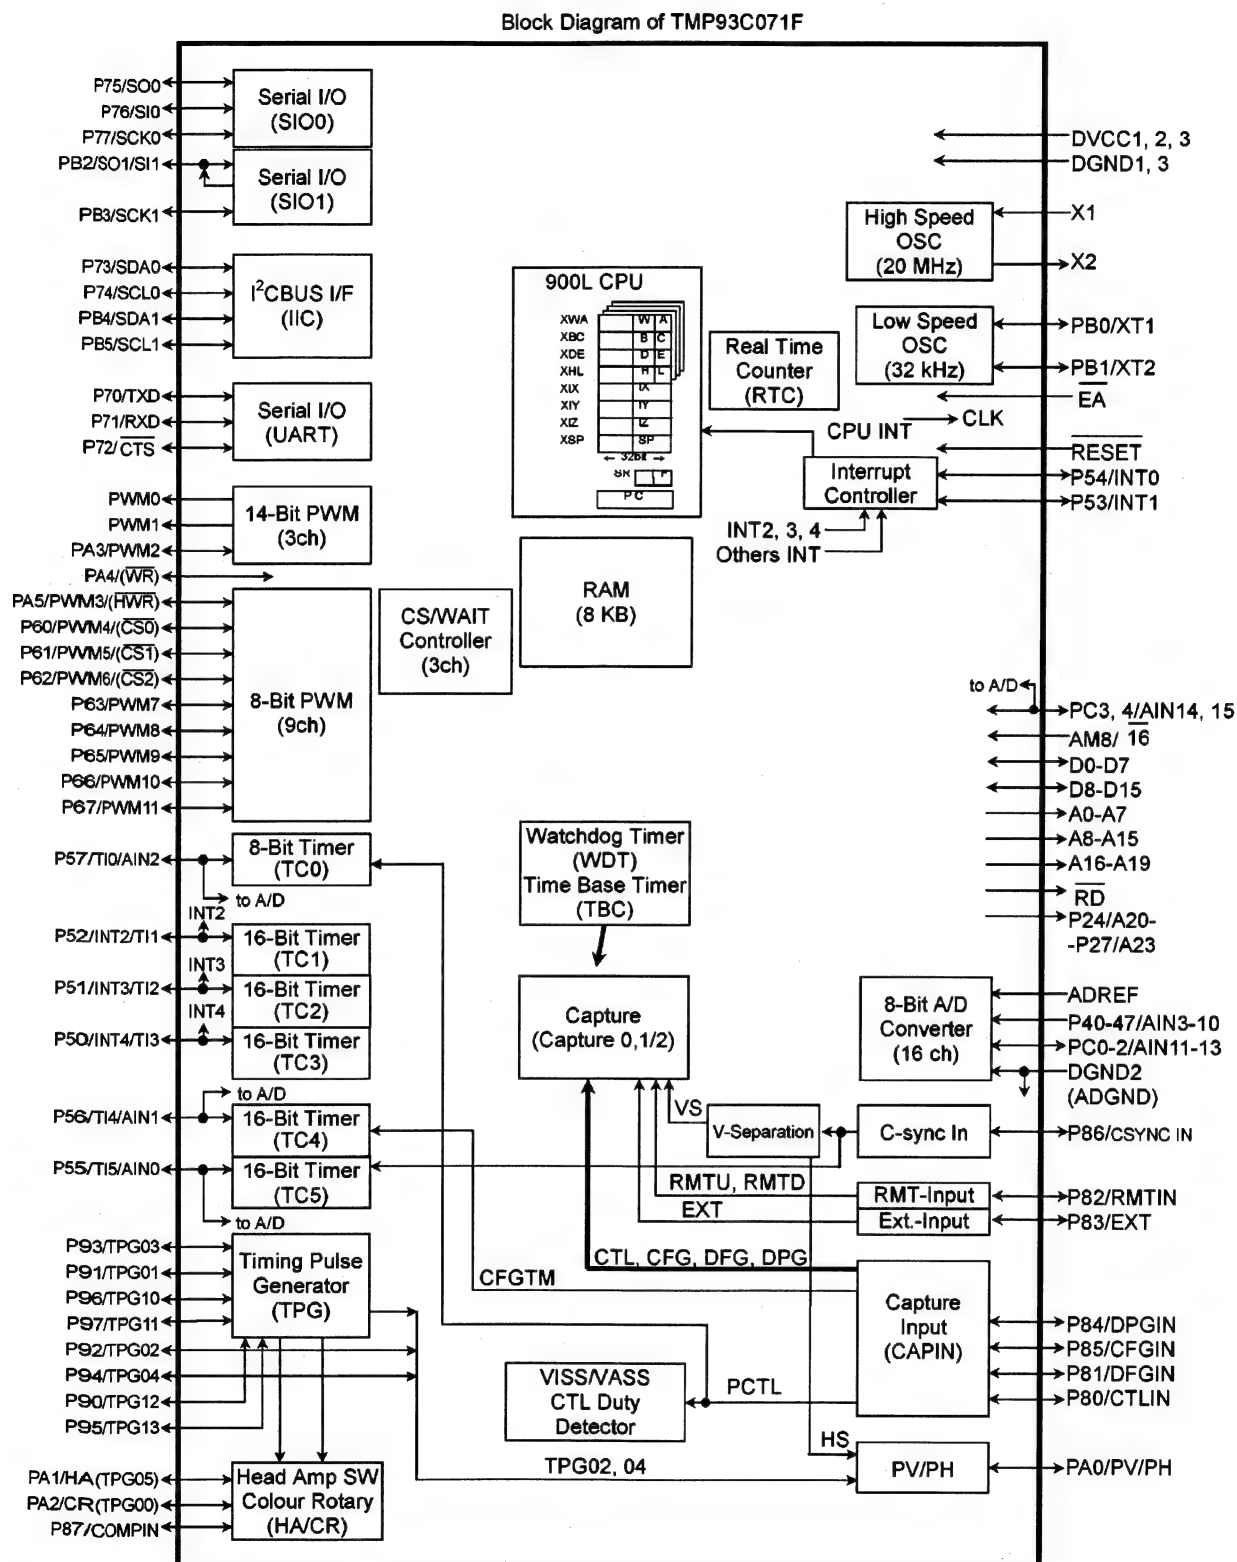 Block Diagram of TMP93C071F
P75/SO0
P76/SI0
P77/SCK0
Serial I/O
(SIO0)
PB2/SO1/SI1
PB3/SCK1
Serial I/O
(SIO1)
P73/SDA0
P74/SCL0
PB4/SDA1
PB5/SCL1
I²CBUS I/F
(IIC)
P70/TXD
P71/RXD
P72/CTS
Serial I/O
(UART)
PWM0
PWM1
PA3/PWM2
14-Bit PWM
(3ch)
PA4/(WR)
PA5/PWM3/(HWR)
P60/PWM4/(CS0)
P61/PWM5/(CS1)
P62/PWM6/(CS2)
P63/PWM7
P64/PWM8
P65/PWM9
P66/PWM10
P67/PWM11
8-Bit PWM
(9ch)
CS/WAIT
Controller
(3ch)
900L CPU
XWA W A
XBC B C
XDE D E
XHL H L
XIX IX
XIY IY
XIZ IZ
XSP SP
32bit
SR F
PC
RAM
(8 KB)
Real Time
Counter
(RTC)
DVCC1, 2, 3
DGND1, 3
High Speed
OSC
(20 MHz)
X1
X2
Low Speed
OSC
(32 kHz)
PB0/XT1
PB1/XT2
EA
CLK
CPU INT
RESET
P54/INT0
P53/INT1
Interrupt
Controller
INT2, 3, 4
Others INT
to A/D
PC3, 4/AIN14, 15
AM8/ 16
D0-D7
D8-D15
A0-A7
A8-A15
A16-A19
RD
P24/A20-
-P27/A23
P57/TI0/AIN2
8-Bit Timer
(TC0)
to A/D
INT2
P52/INT2/TI1
16-Bit Timer
(TC1)
INT3
P51/INT3/TI2
16-Bit Timer
(TC2)
INT4
P50/INT4/TI3
16-Bit Timer
(TC3)
to A/D
P56/TI4/AIN1
16-Bit Timer
(TC4)
P55/TI5/AIN0
16-Bit Timer
(TC5)
to A/D
Watchdog Timer
(WDT)
Time Base Timer
(TBC)
Capture
(Capture 0,1/2)
8-Bit A/D
Converter
(16 ch)
ADREF
P40-47/AIN3-10
PC0-2/AIN11-13
DGND2
(ADGND)
VS
V-Separation
C-sync In
P86/CSYNC IN
RMTU, RMTD
RMT-Input
P82/RMTIN
EXT
Ext.-Input
P83/EXT
CTL, CFG, DFG, DPG
CFGTM
Capture
Input
(CAPIN)
P84/DPGIN
P85/CFGIN
P81/DFGIN
P80/CTLIN
P93/TPG03
P91/TPG01
P96/TPG10
P97/TPG11
P92/TPG02
P94/TPG04
P90/TPG12
P95/TPG13
Timing Pulse
Generator
(TPG)
VISS/VASS
CTL Duty
Detector
PCTL
HS
TPG02, 04
PV/PH
PA0/PV/PH
PA1/HA(TPG05)
PA2/CR(TPG00)
P87/COMPIN
Head Amp SW
Colour Rotary
(HA/CR)